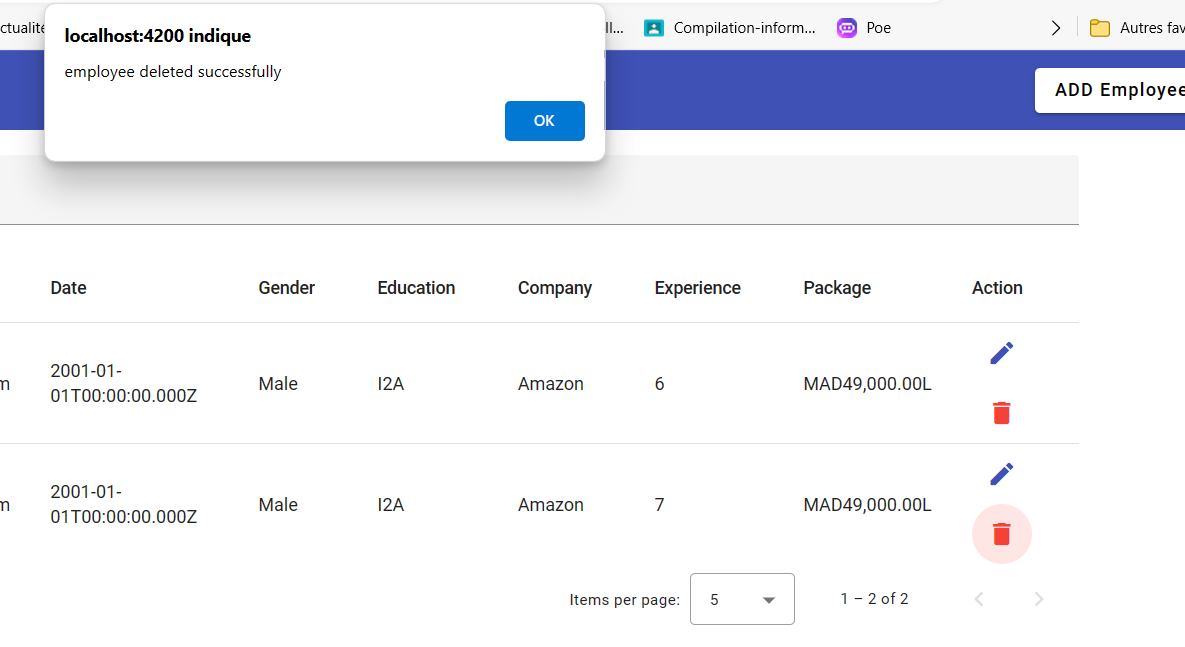 localhost:4200 indique
employee deleted successfully
OK
ctualité
ll...
Compilation-inform...
Poe
Autres fav
ADD Employee
Date Gender Education Company Experience Package Action
m
2001-01-
01T00:00:00.000Z
Male I2A Amazon 6 MAD49,000.00L
m
2001-01-
01T00:00:00.000Z
Male I2A Amazon 7 MAD49,000.00L
Items per page: 5 1 – 2 of 2